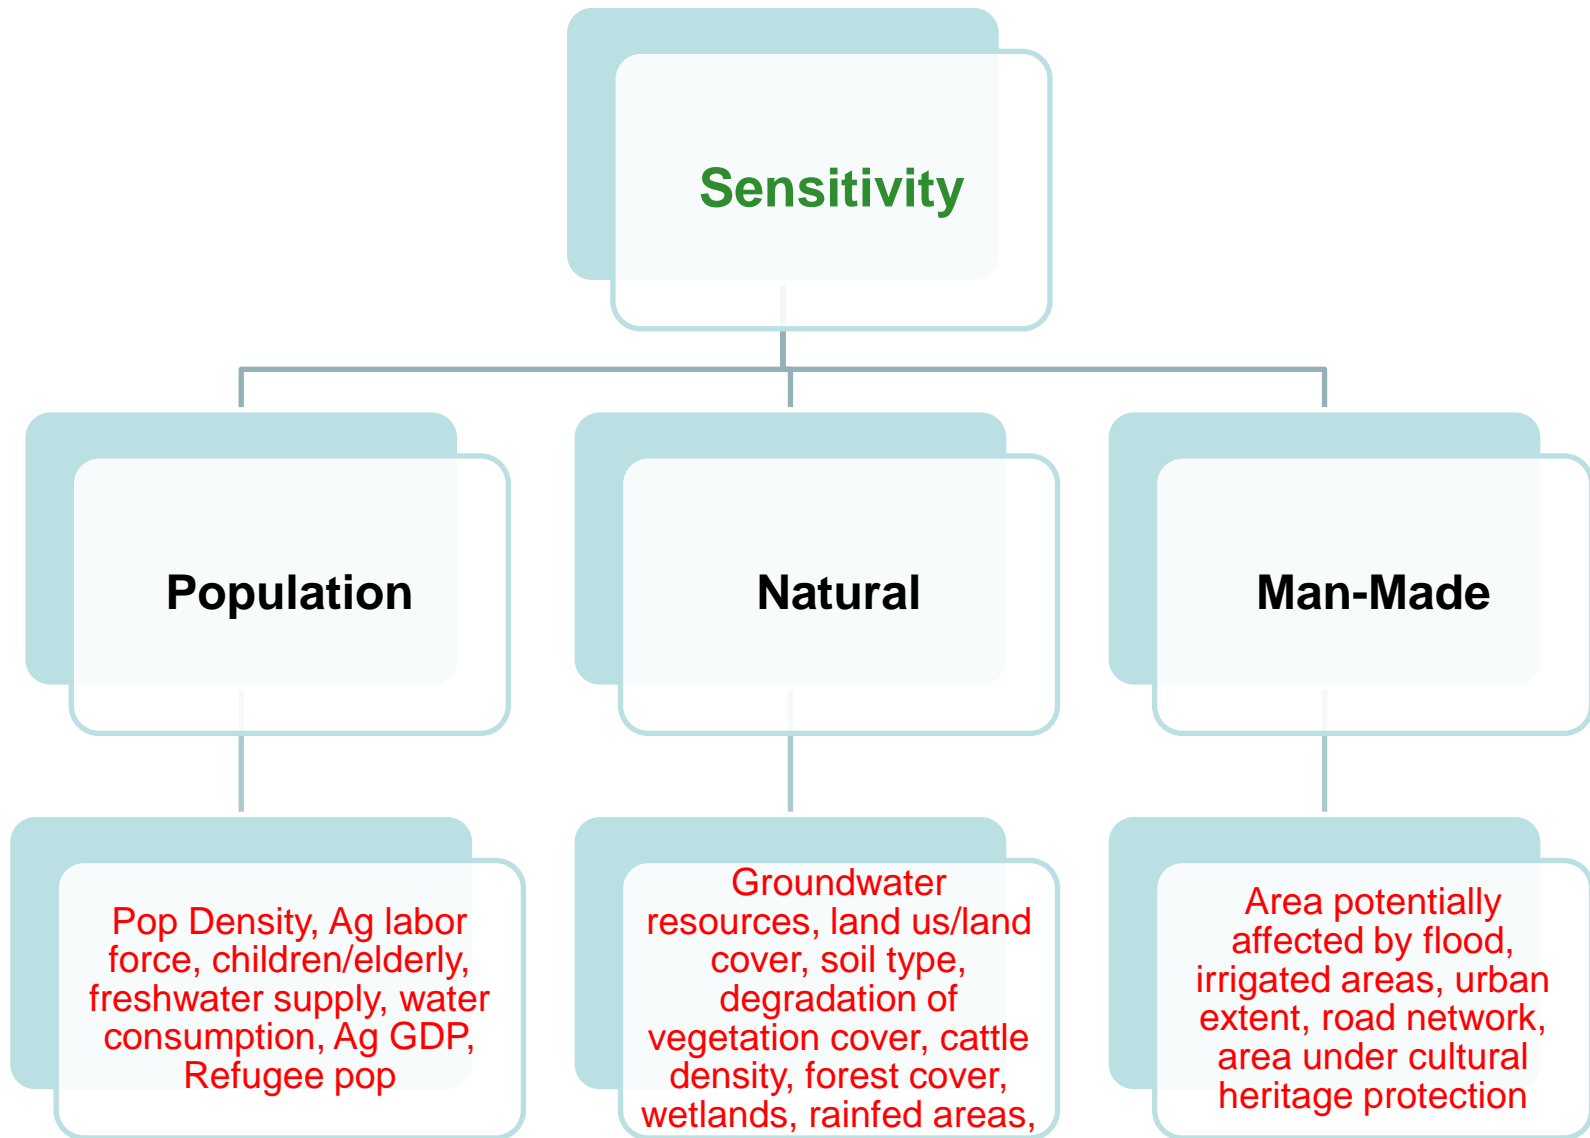 Sensitivity
Population
Natural
Man-Made
Pop Density, Ag labor
force, children/elderly,
freshwater supply, water
consumption, Ag GDP,
Refugee pop
Groundwater
resources, land us/land
cover, soil type,
degradation of
vegetation cover, cattle
density, forest cover,
wetlands, rainfed areas,
Area potentially
affected by flood,
irrigated areas, urban
extent, road network,
area under cultural
heritage protection